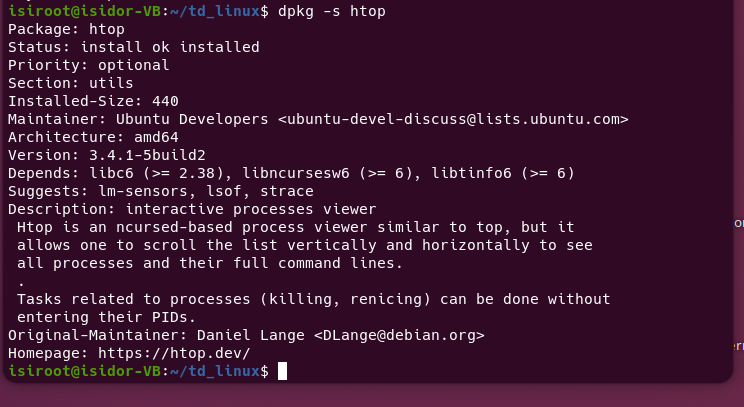 isiroot@isidor-VB:~/td_linux$ dpkg -s htop
Package: htop
Status: install ok installed
Priority: optional
Section: utils
Installed-Size: 440
Maintainer: Ubuntu Developers <ubuntu-devel-discuss@lists.ubuntu.com>
Architecture: amd64
Version: 3.4.1-5build2
Depends: libc6 (>= 2.38), libncursesw6 (>= 6), libtinfo6 (>= 6)
Suggests: lm-sensors, lsof, strace
Description: interactive processes viewer
 Htop is an ncursed-based process viewer similar to top, but it
 allows one to scroll the list vertically and horizontally to see
 all processes and their full command lines.
 .
 Tasks related to processes (killing, renicing) can be done without
 entering their PIDs.
Original-Maintainer: Daniel Lange <DLange@debian.org>
Homepage: https://htop.dev/
isiroot@isidor-VB:~/td_linux$